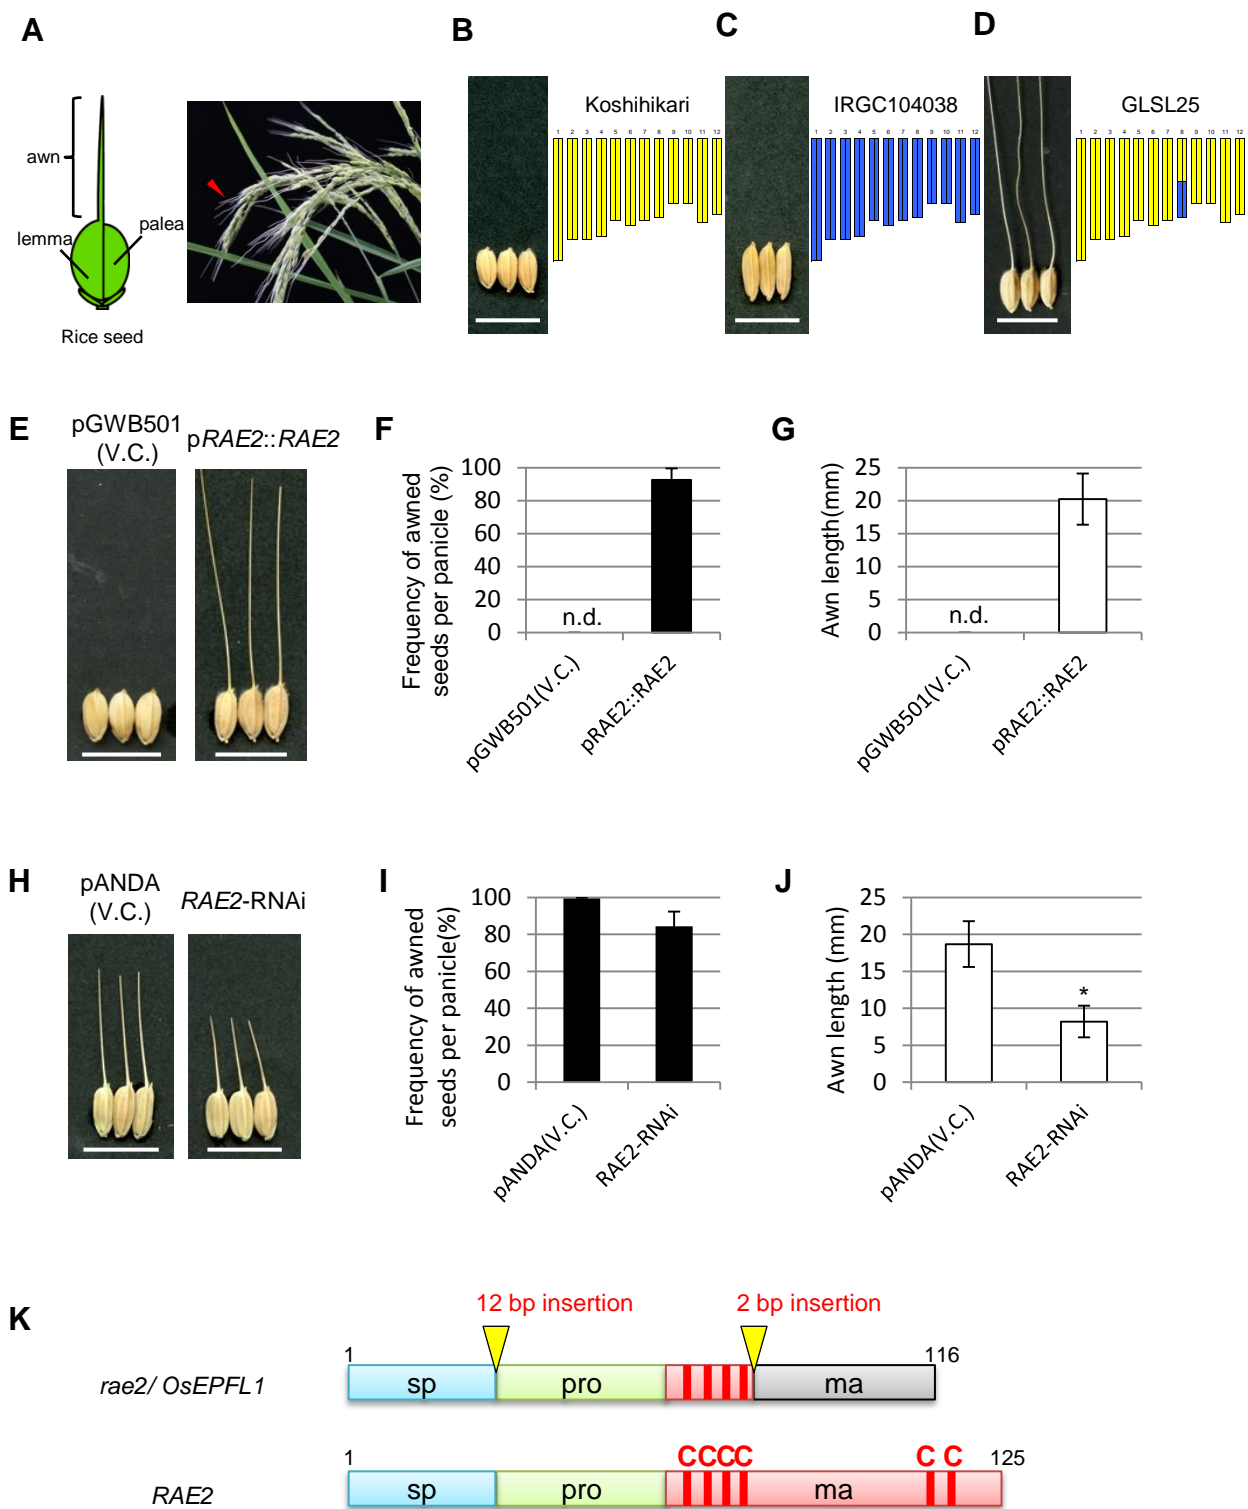 A
awn
lemma
palea
Rice seed
B
Koshihikari
1 2 3 4 5 6 7 8 9 10 11 12
C
IRGC104038
1 2 3 4 5 6 7 8 9 10 11 12
D
GLSL25
1 2 3 4 5 6 7 8 9 10 11 12
E
pGWB501
(V.C.)
pRAE2::RAE2
F
Frequency of awned
seeds per panicle (%)
100
80
60
40
20
0
n.d.
pGWB501(V.C.)
pRAE2::RAE2
G
Awn length(mm)
25
20
15
10
5
0
n.d.
pGWB501(V.C.)
pRAE2::RAE2
H
pANDA
(V.C.)
RAE2-RNAi
I
Frequency of awned
seeds per panicle(%)
100
80
60
40
20
0
pANDA(V.C.)
RAE2-RNAi
J
Awn length (mm)
25
20
15
10
5
0
*
pANDA(V.C.)
RAE2-RNAi
K
12 bp insertion
2 bp insertion
1
116
rae2/ OsEPFL1
sp
pro
ma
1
C C C C
C C
125
RAE2
sp
pro
ma